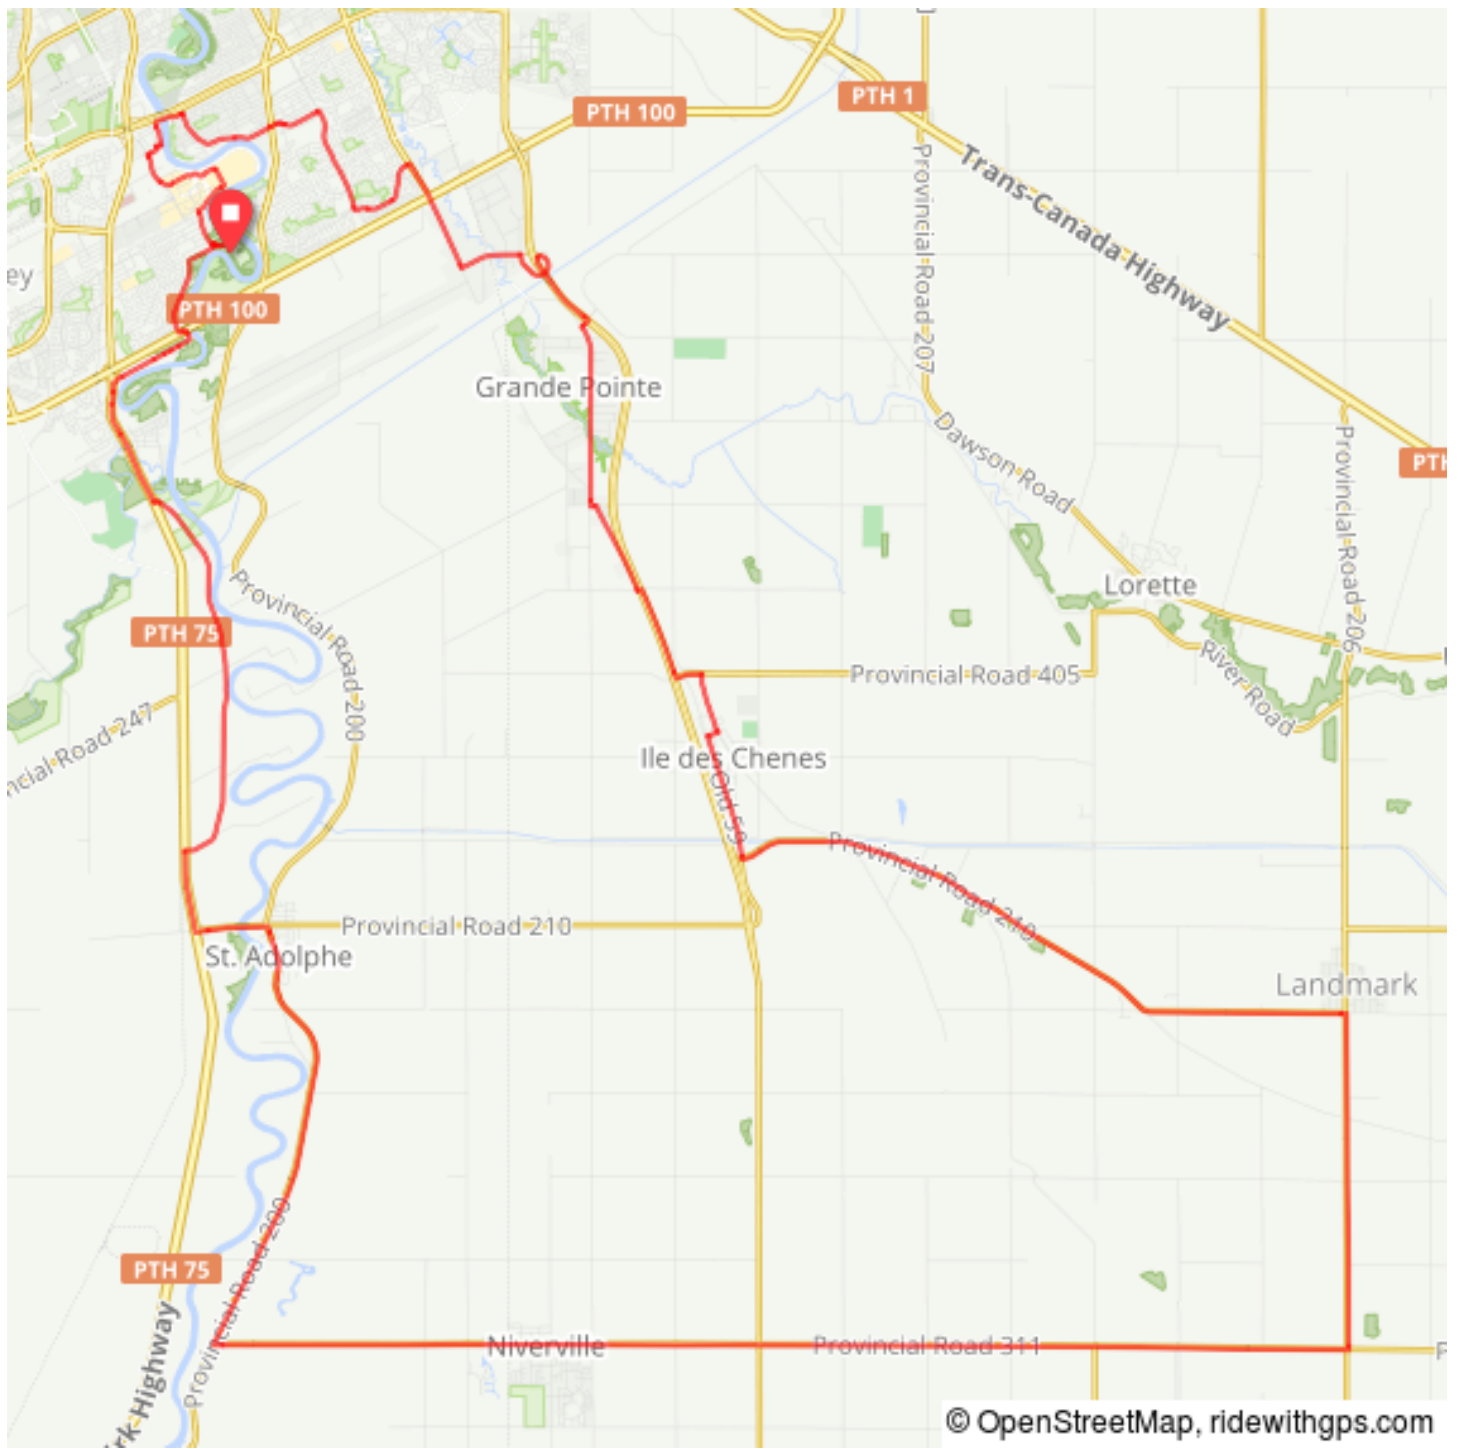 PTH 100
PTH 1
Trans-Canada Highway
Provincial Road 207
ey
PTH 100
Grande Pointe
Dawson Road
Provincial Road 206
PTH
Lorette
Provincial Road 200
PTH 75
River Road
Provincial Road 405
ncial Road 247
Ile des Chenes
Old 59
Provincial Road 210
Provincial Road 210
St. Adolphe
Landmark
Provincial Road 200
PTH 75
Niverville
Provincial Road 311
P
rk Highway
© OpenStreetMap, ridewithgps.com